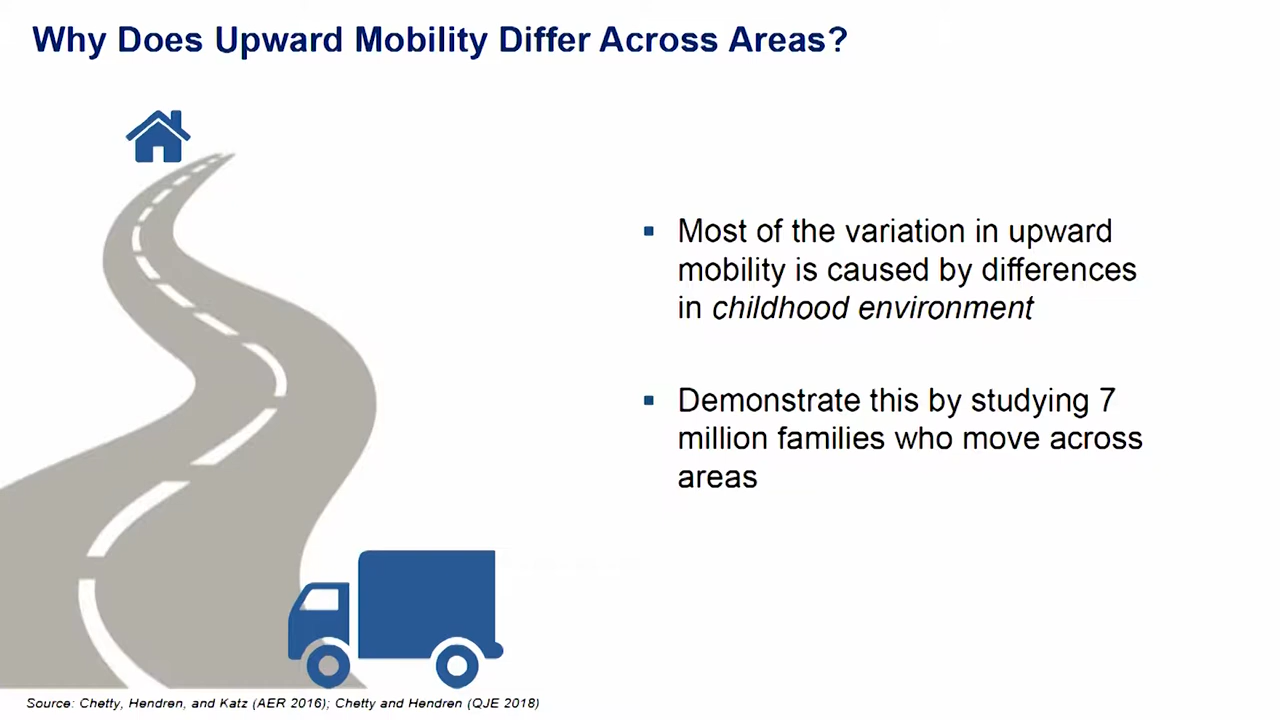 Why Does Upward Mobility Differ Across Areas?
▪ Most of the variation in upward
mobility is caused by differences
in childhood environment
▪ Demonstrate this by studying 7
million families who move across
areas
Source: Chetty, Hendren, and Katz (AER 2016); Chetty and Hendren (QJE 2018)